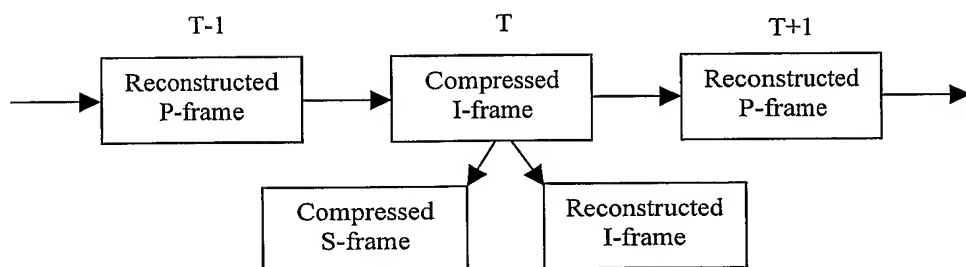 T-1 T T+1
Reconstructed
P-frame
Compressed
I-frame
Reconstructed
P-frame
Compressed
S-frame
Reconstructed
I-frame